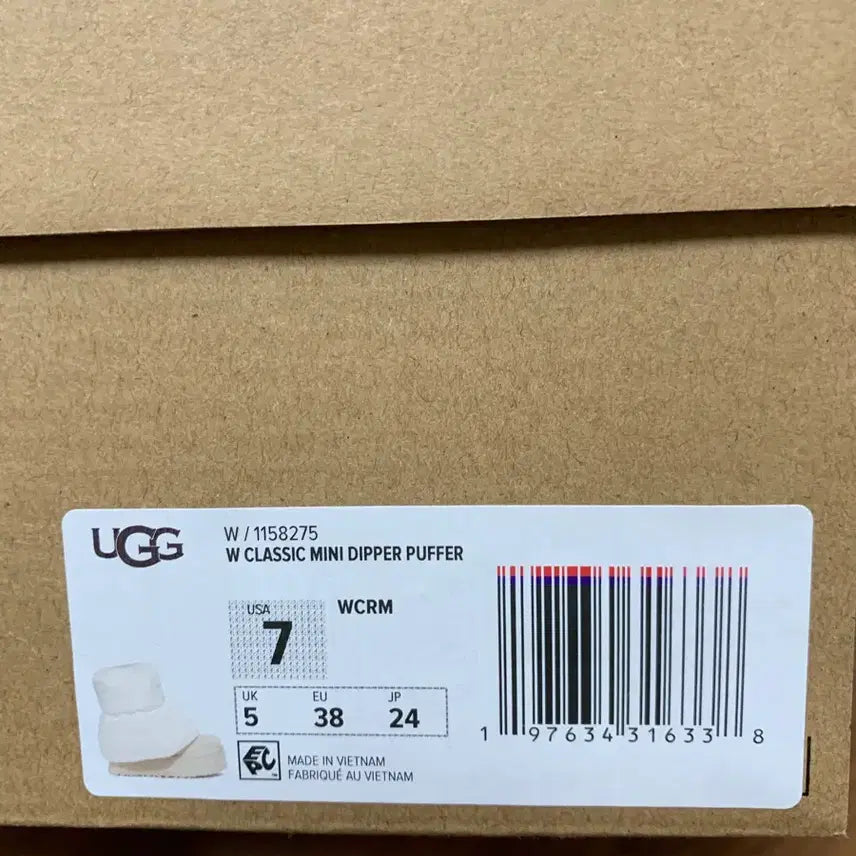 UGG
W / 1158275
W CLASSIC MINI DIPPER PUFFER
USA
7
WCRM
UK EU JP
5 38 24
EPC
MADE IN VIETNAM
FABRIQUÉ AU VIETNAM
1 97634 31633 8